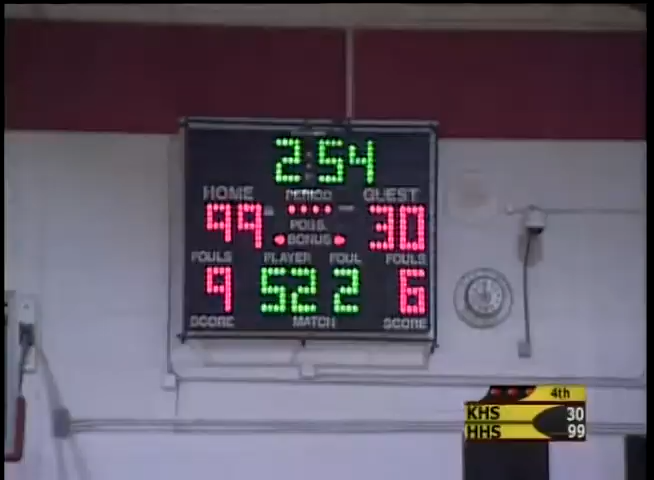 2:54
HOME PERIOD GUEST
99 30
POSS.
BONUS
FOULS PLAYER FOUL FOULS
9 52 2 6
SCORE MATCH SCORE
4th
KHS 30
HHS 99